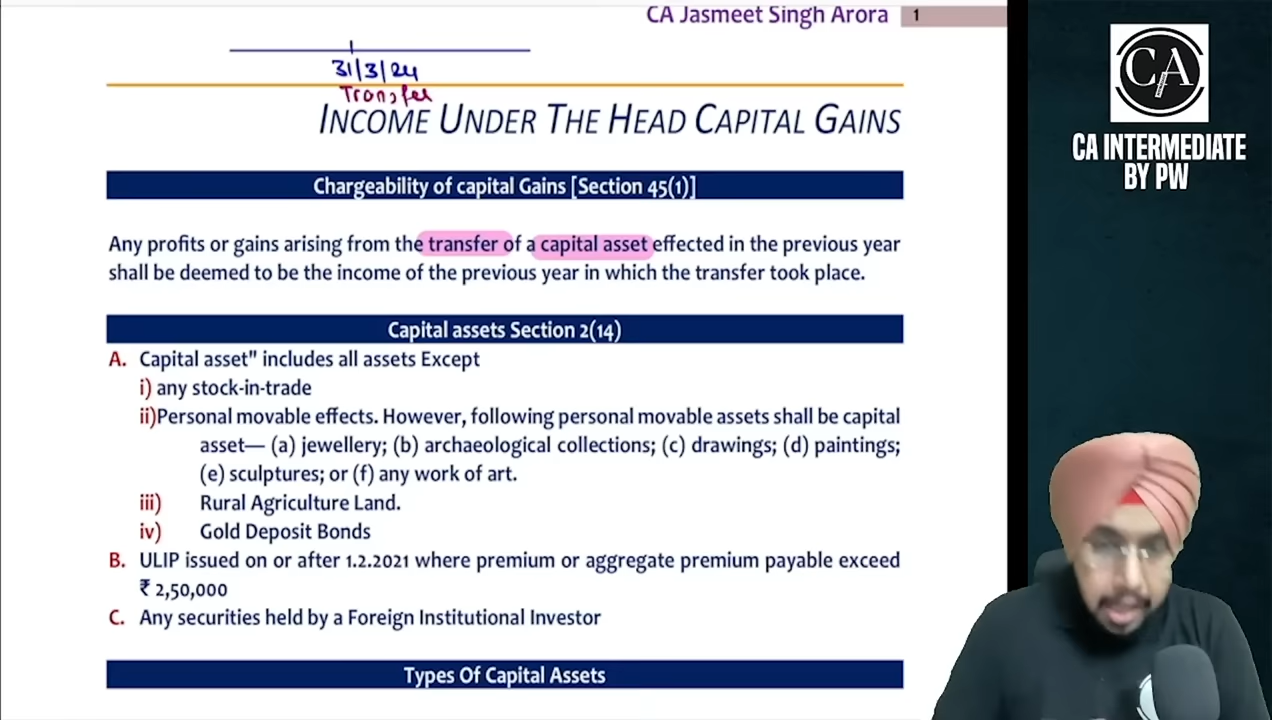 CA Jasmeet Singh Arora 1
31/3/24
Transfer
INCOME UNDER THE HEAD CAPITAL GAINS
Chargeability of capital Gains [Section 45(1)]
Any profits or gains arising from the transfer of a capital asset effected in the previous year
shall be deemed to be the income of the previous year in which the transfer took place.
Capital assets Section 2(14)
A. Capital asset" includes all assets Except
i) any stock-in-trade
ii)Personal movable effects. However, following personal movable assets shall be capital
asset— (a) jewellery; (b) archaeological collections; (c) drawings; (d) paintings;
(e) sculptures; or (f) any work of art.
iii) Rural Agriculture Land.
iv) Gold Deposit Bonds
B. ULIP issued on or after 1.2.2021 where premium or aggregate premium payable exceed
₹ 2,50,000
C. Any securities held by a Foreign Institutional Investor
Types Of Capital Assets
CA
CA INTERMEDIATE
BY PW